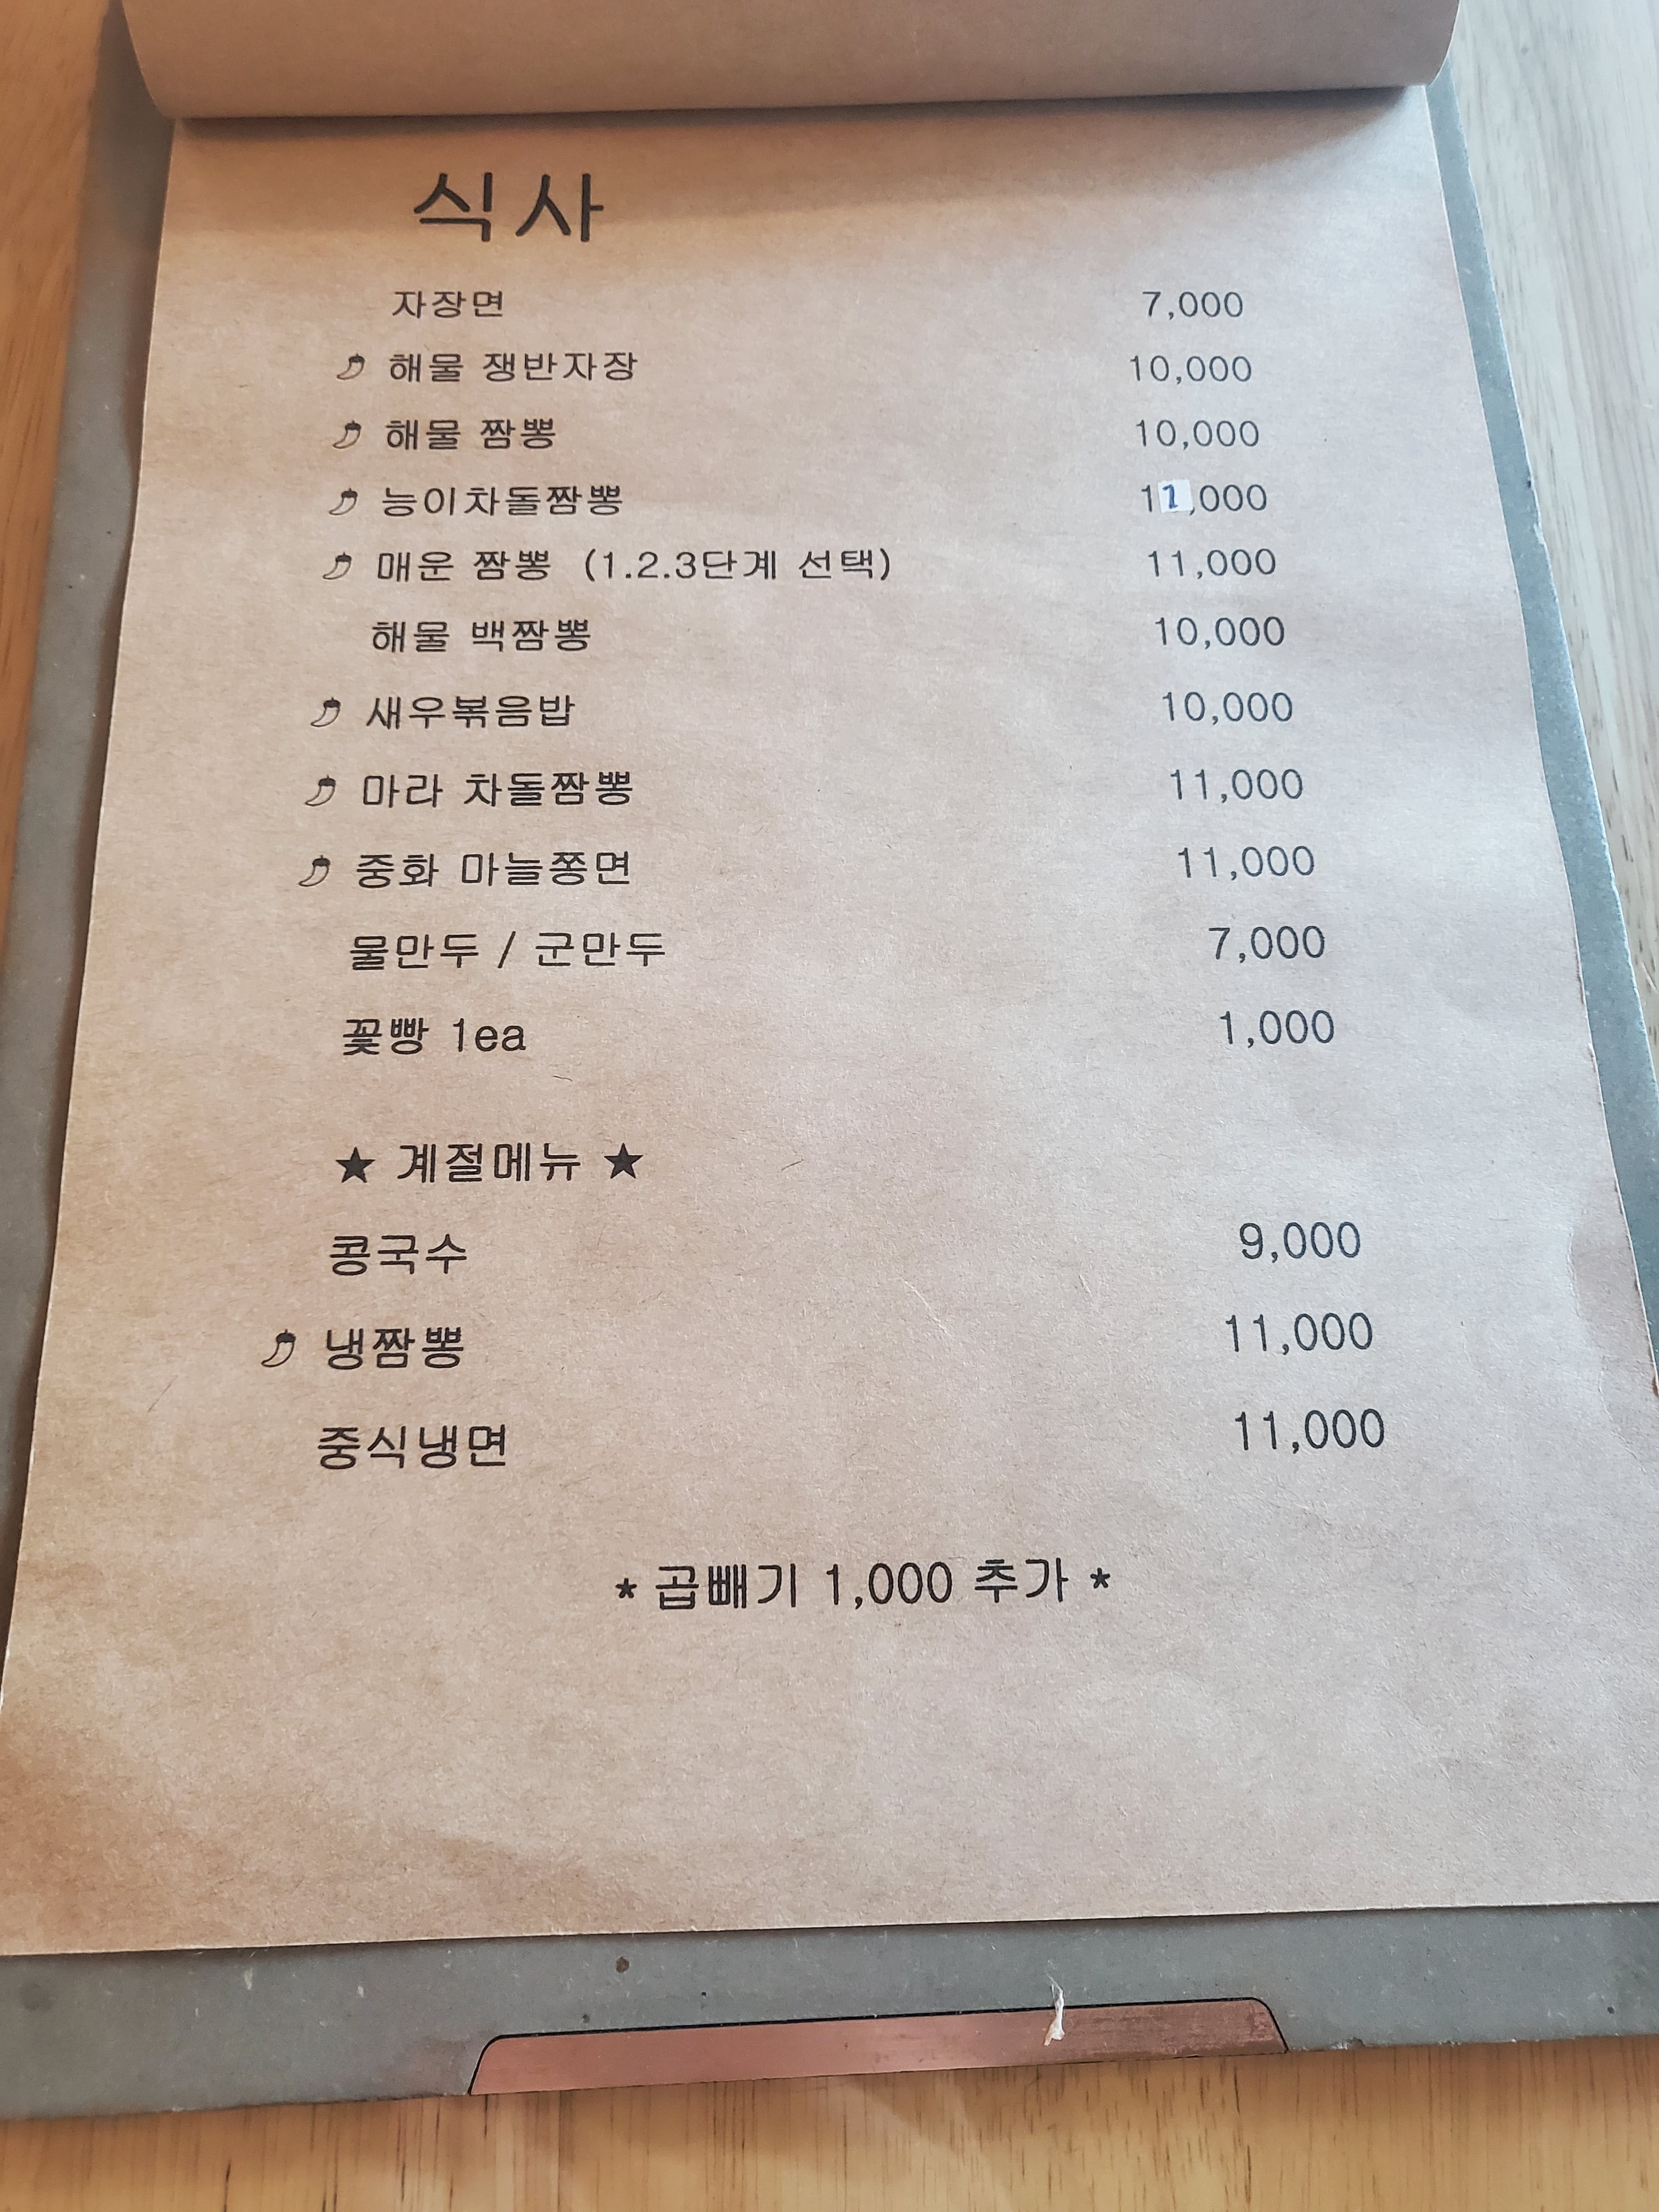 식사
자장면 7,000
해물 쟁반자장 10,000
해물 짬뽕 10,000
능이차돌짬뽕 12,000
매운 짬뽕 (1.2.3단계 선택) 11,000
해물 백짬뽕 10,000
새우볶음밥 10,000
마라 차돌짬뽕 11,000
중화 마늘쫑면 11,000
물만두 / 군만두 7,000
꽃빵 1ea 1,000
★ 계절메뉴 ★
콩국수 9,000
냉짬뽕 11,000
중식냉면 11,000
* 곱빼기 1,000 추가 *